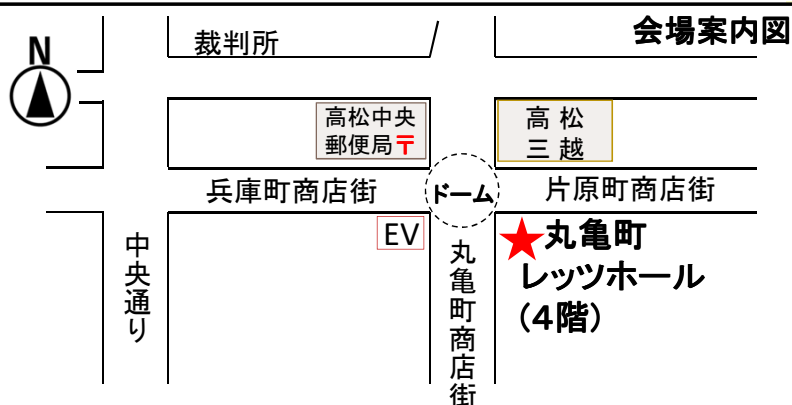 会場案内図
N
裁判所
高松中央
郵便局〒
高 松
三 越
兵庫町商店街
ドーム
片原町商店街
EV
中央通り
丸亀町商店街
★丸亀町
レッツホール
(4階)